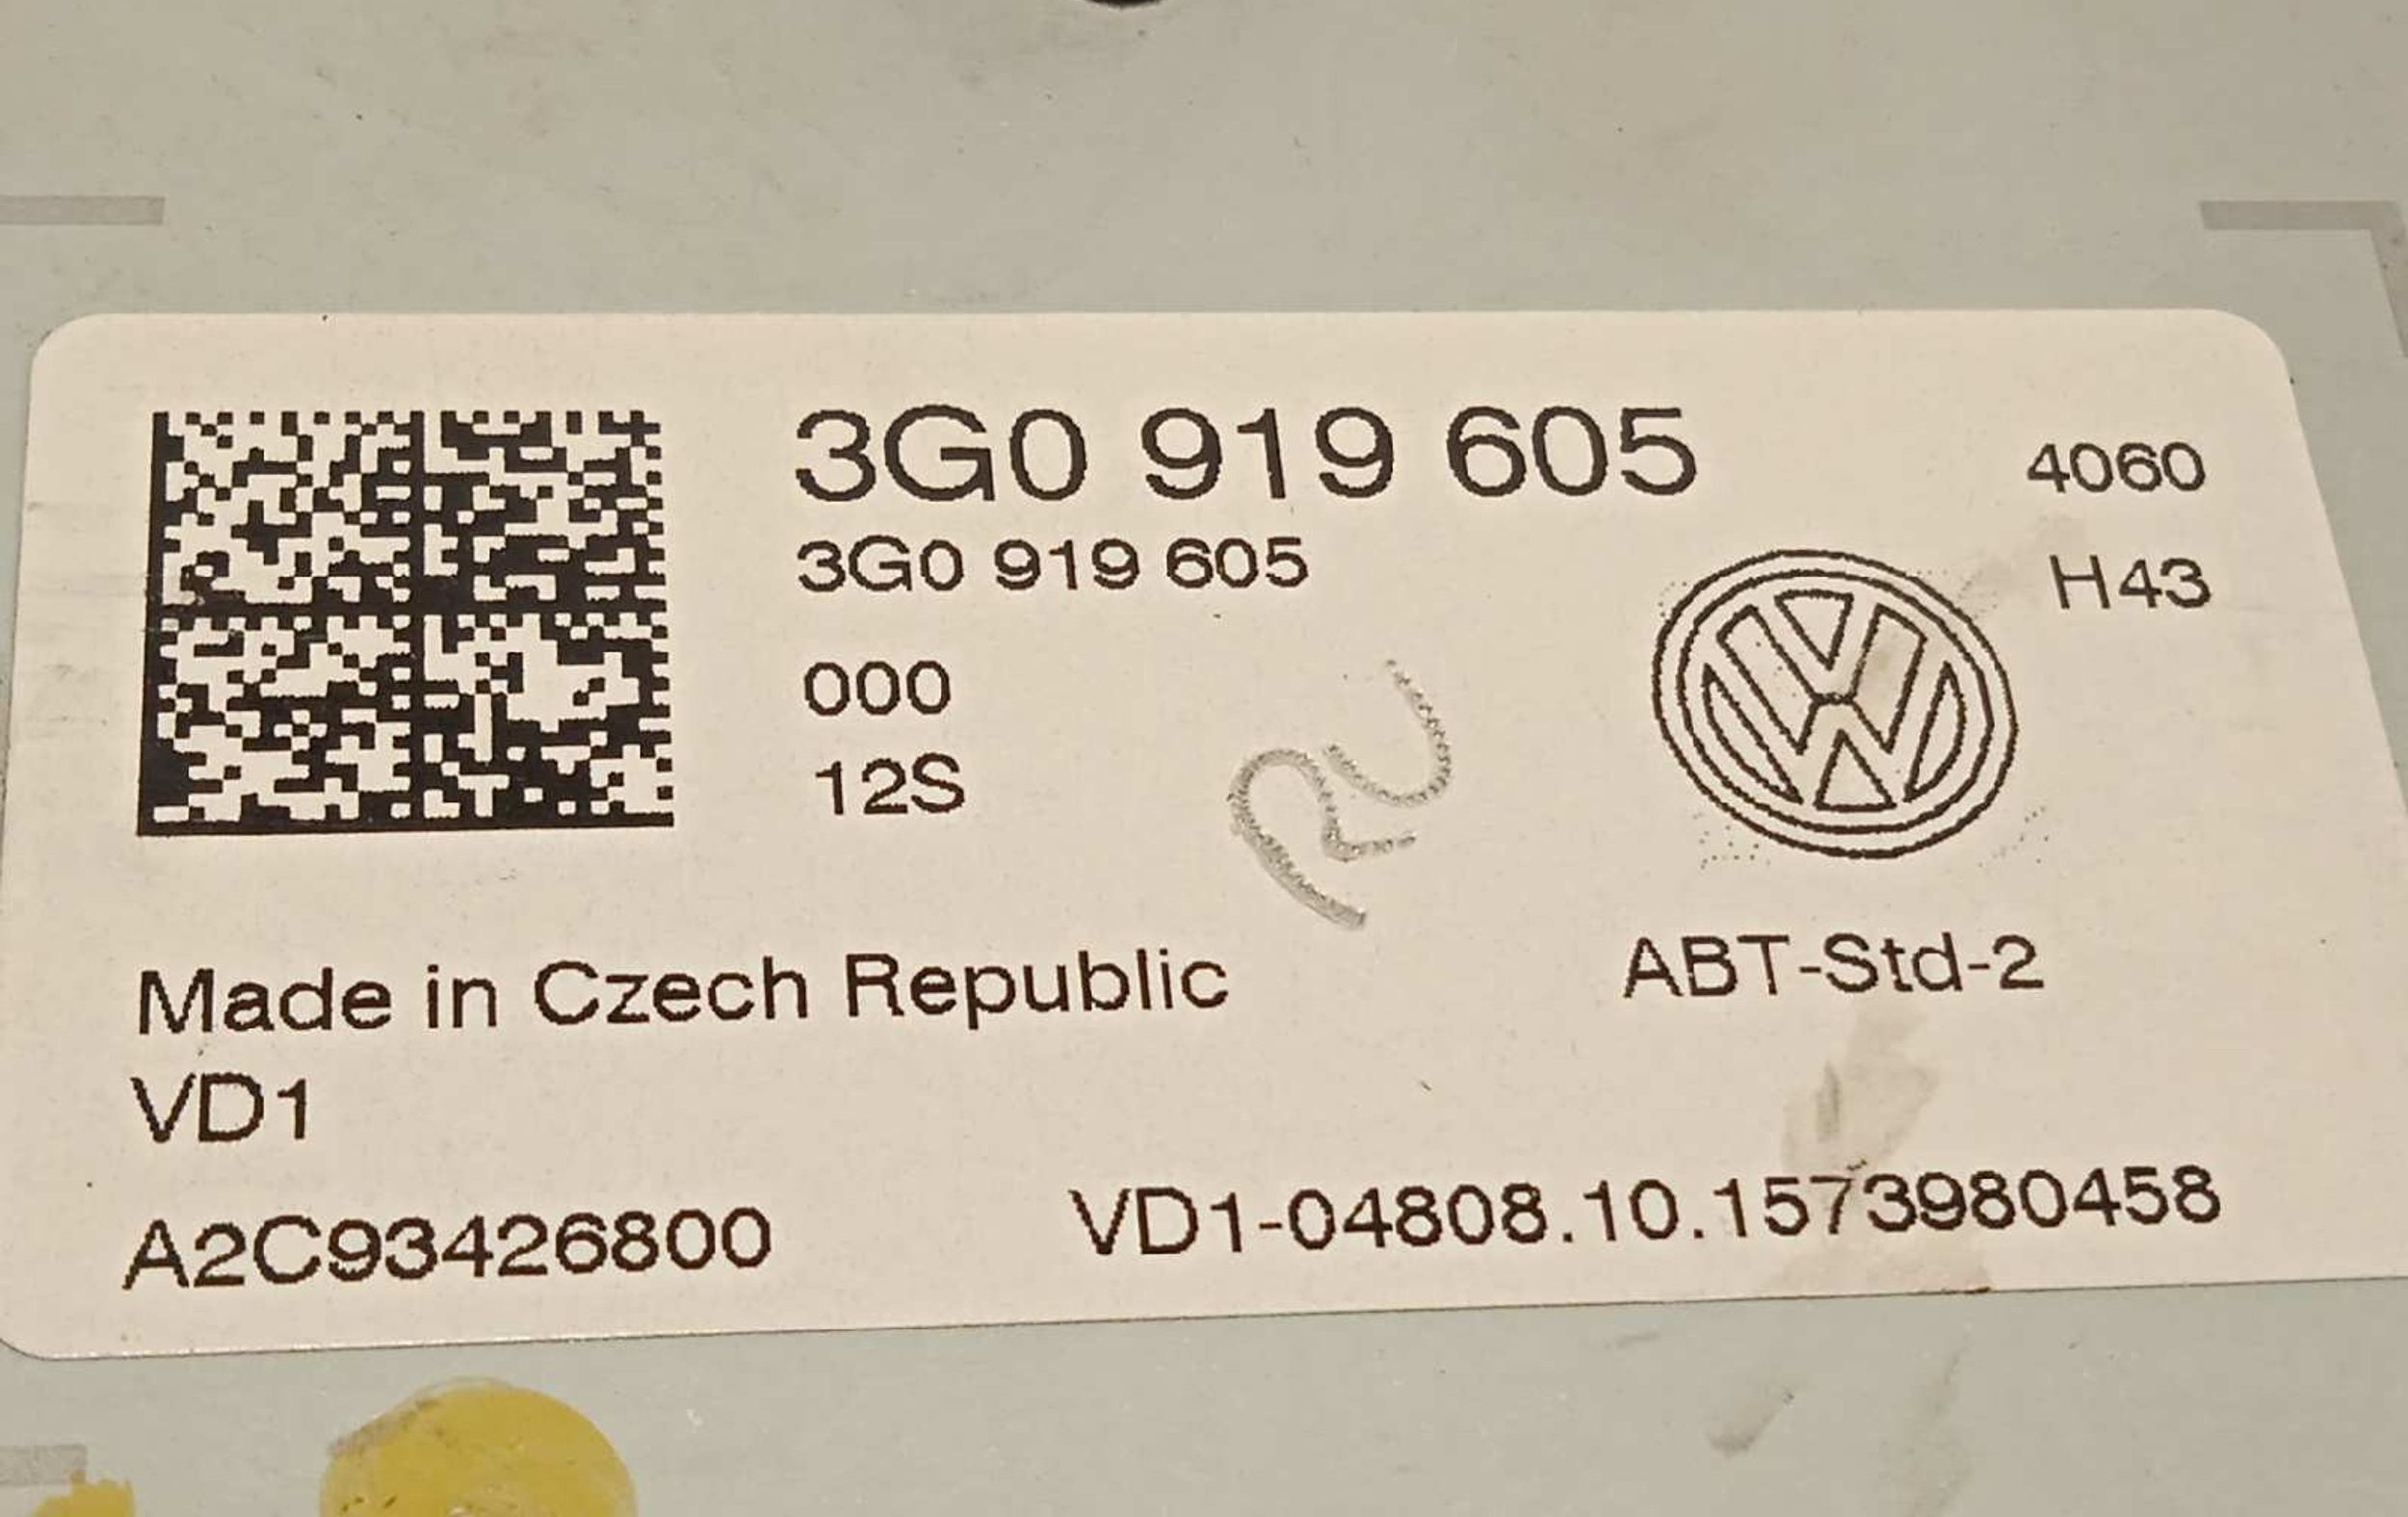 3G0 919 605
4060
3G0 919 605
H43
000
12S
RU
Made in Czech Republic
ABT-Std-2
VD1
A2C93426800
VD1-04808.10.1573980458